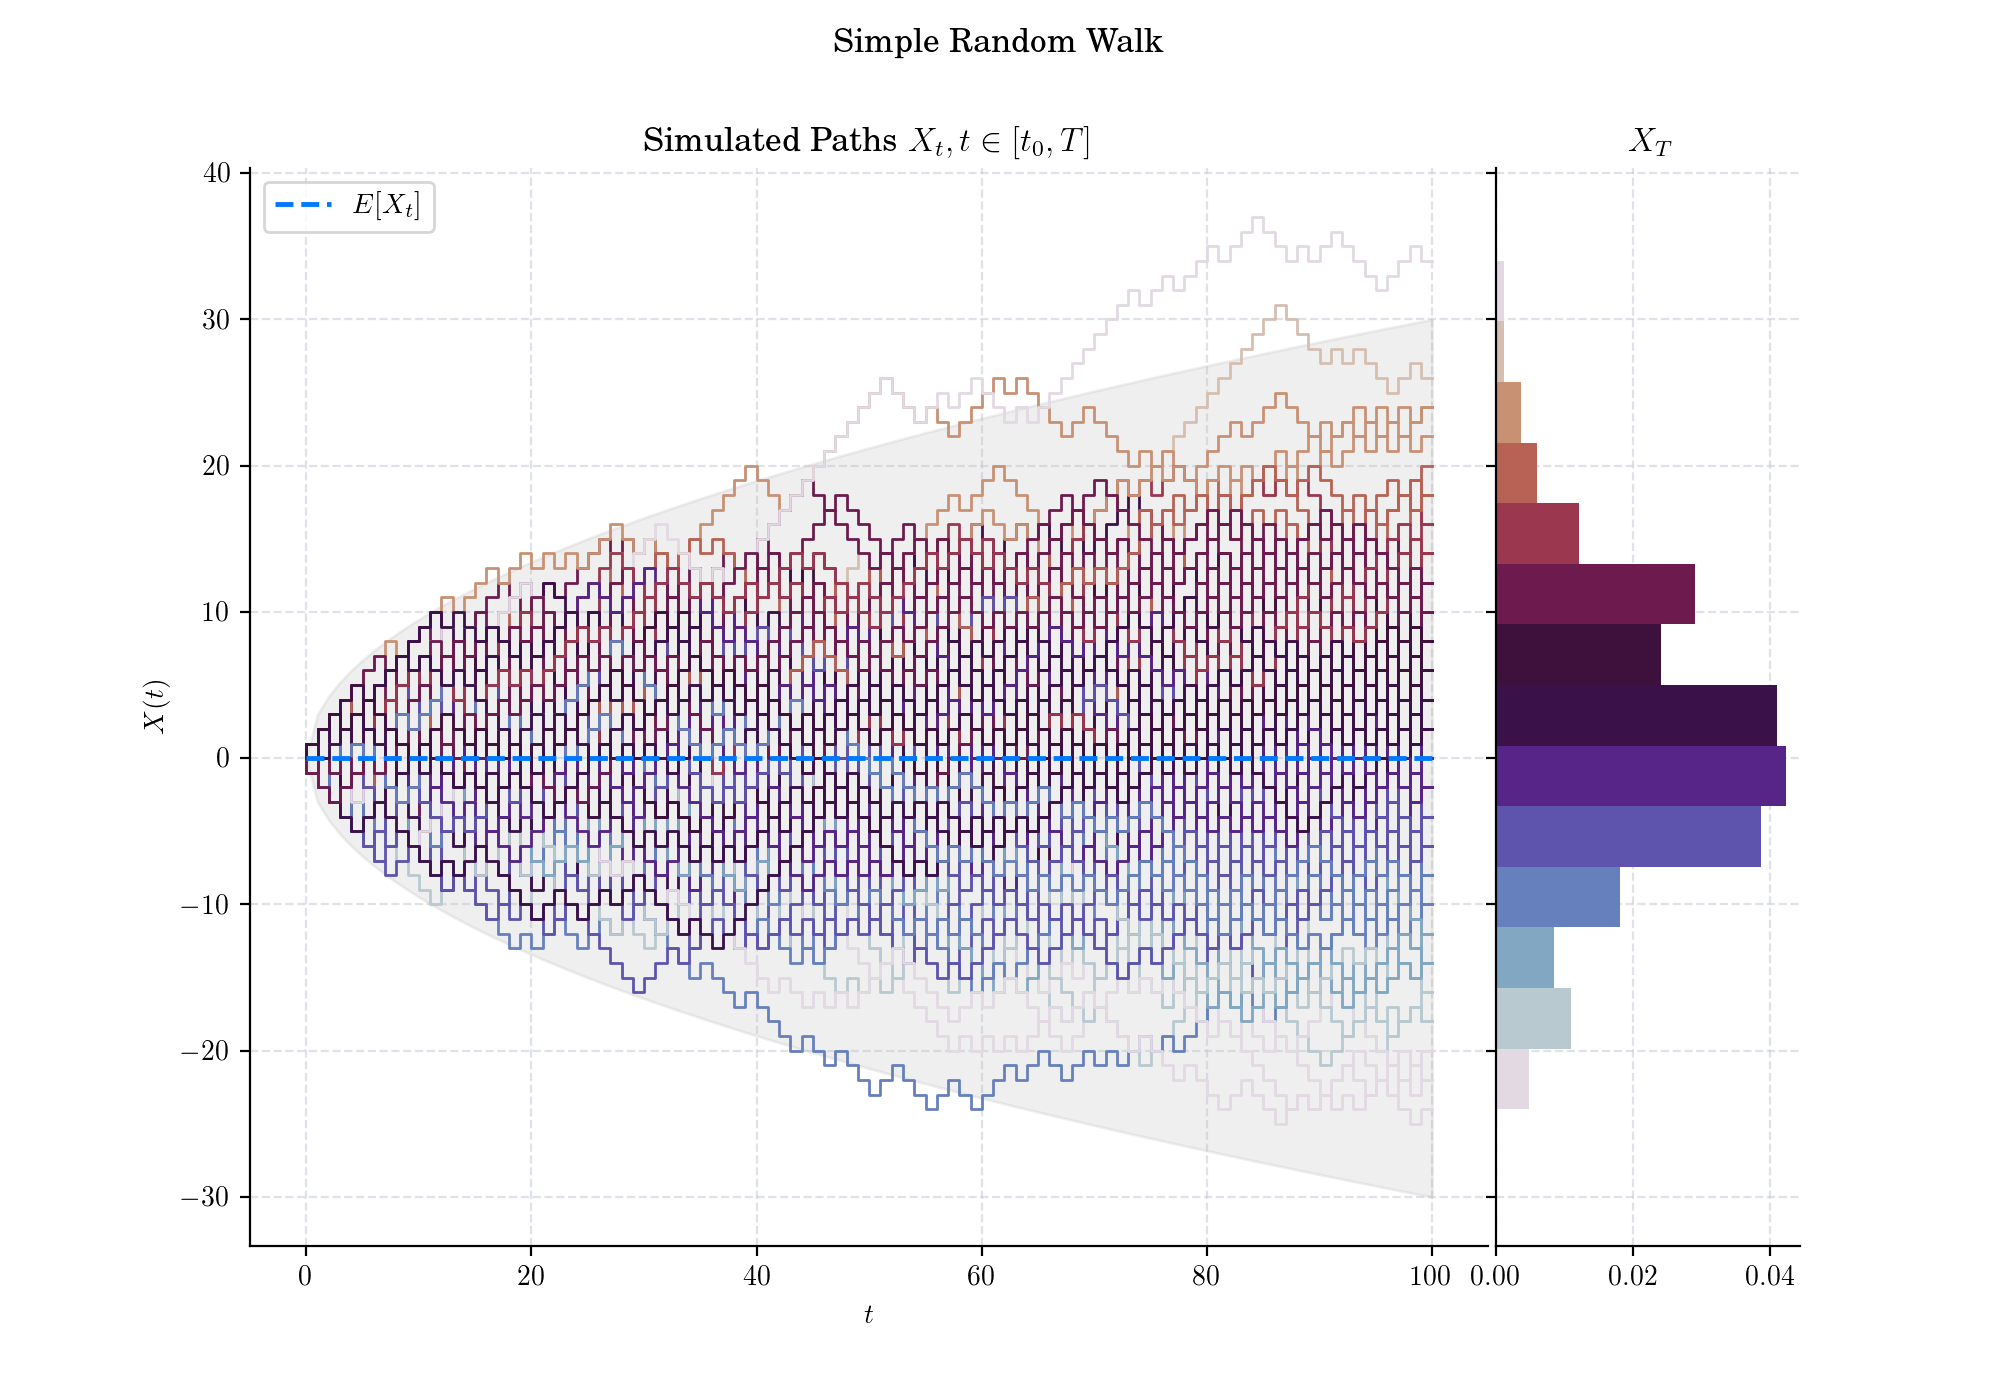 Simple Random Walk
Simulated Paths $X_t, t \in [t_0, T]$
$X_T$
$E[X_t]$
40
30
20
10
0
−10
−20
−30
$X(t)$
0 20 40 60 80 100
0.00 0.02 0.04
$t$